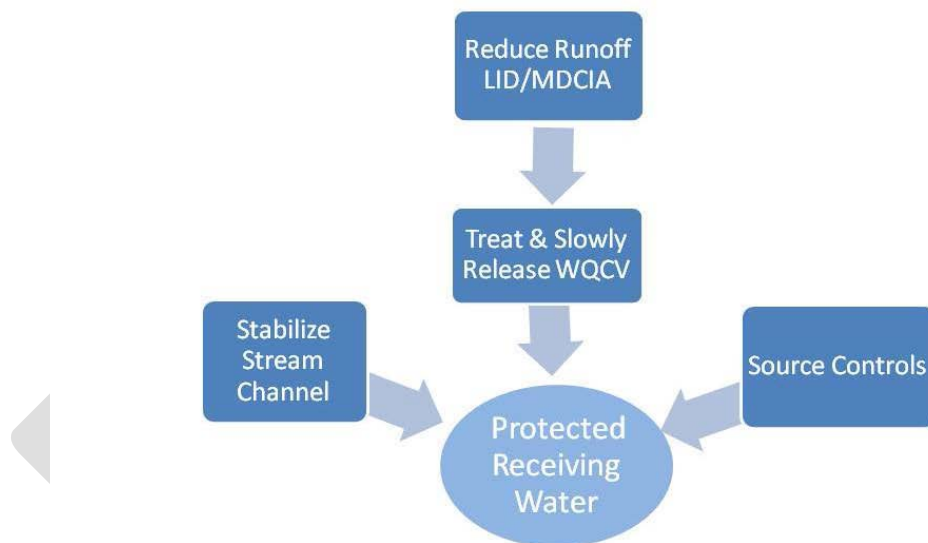 Reduce Runoff
LID/MDCIA
Treat & Slowly
Release WQCV
Stabilize
Stream
Channel
Source Controls
Protected
Receiving
Water